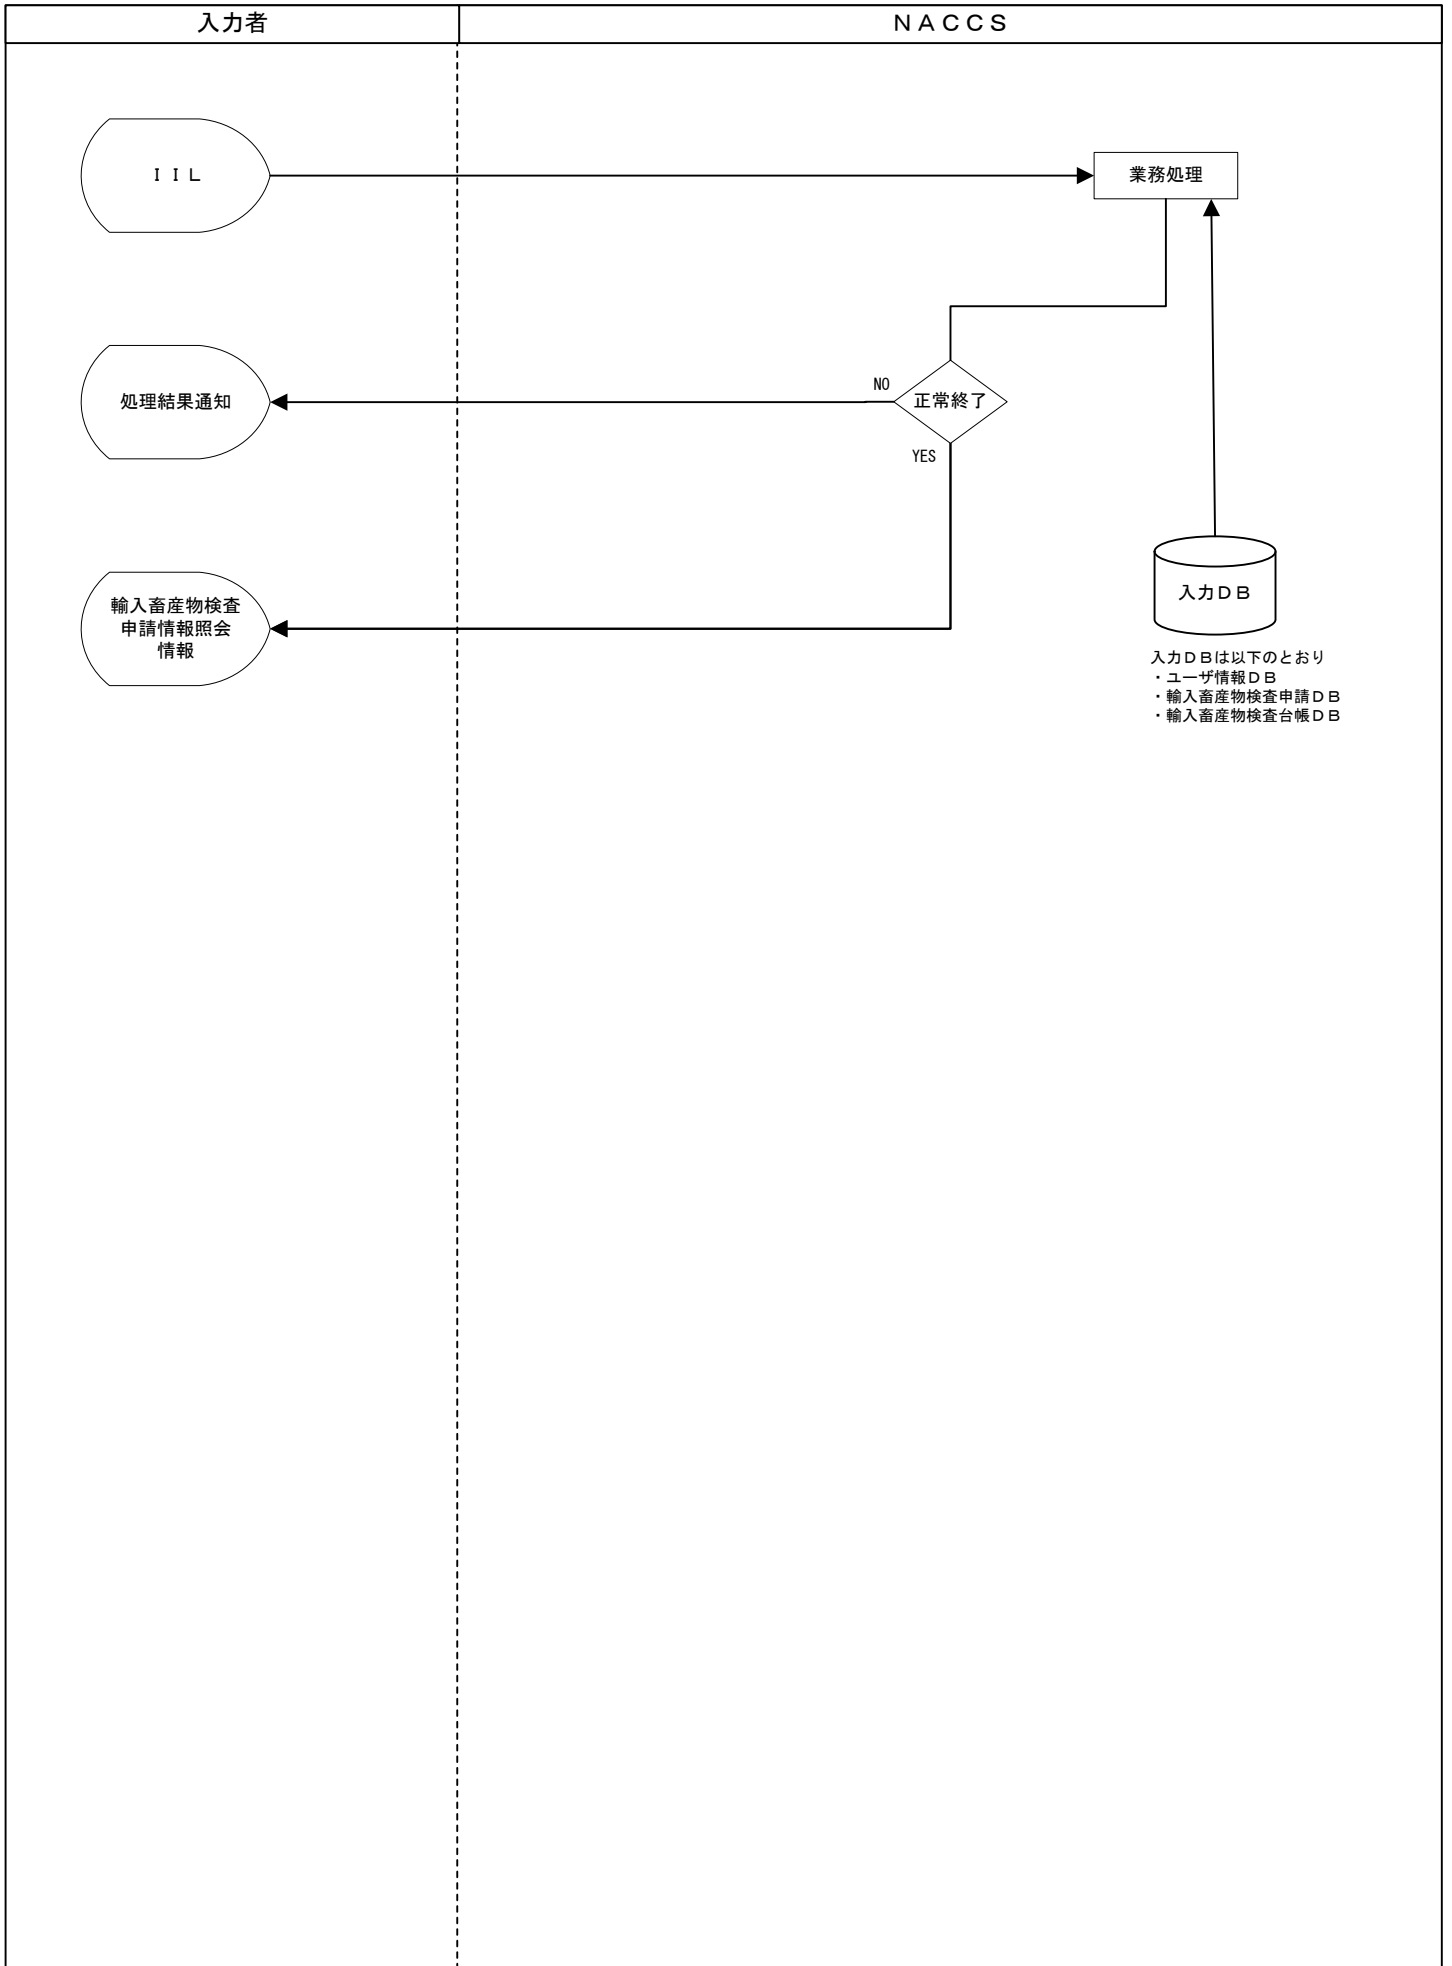 入力者
ＮＡＣＣＳ
ＩＩＬ
業務処理
NO
正常終了
処理結果通知
YES
入力ＤＢ
輸入畜産物検査
申請情報照会
情報
入力ＤＢは以下のとおり
・ユーザ情報ＤＢ
・輸入畜産物検査申請ＤＢ
・輸入畜産物検査台帳ＤＢ